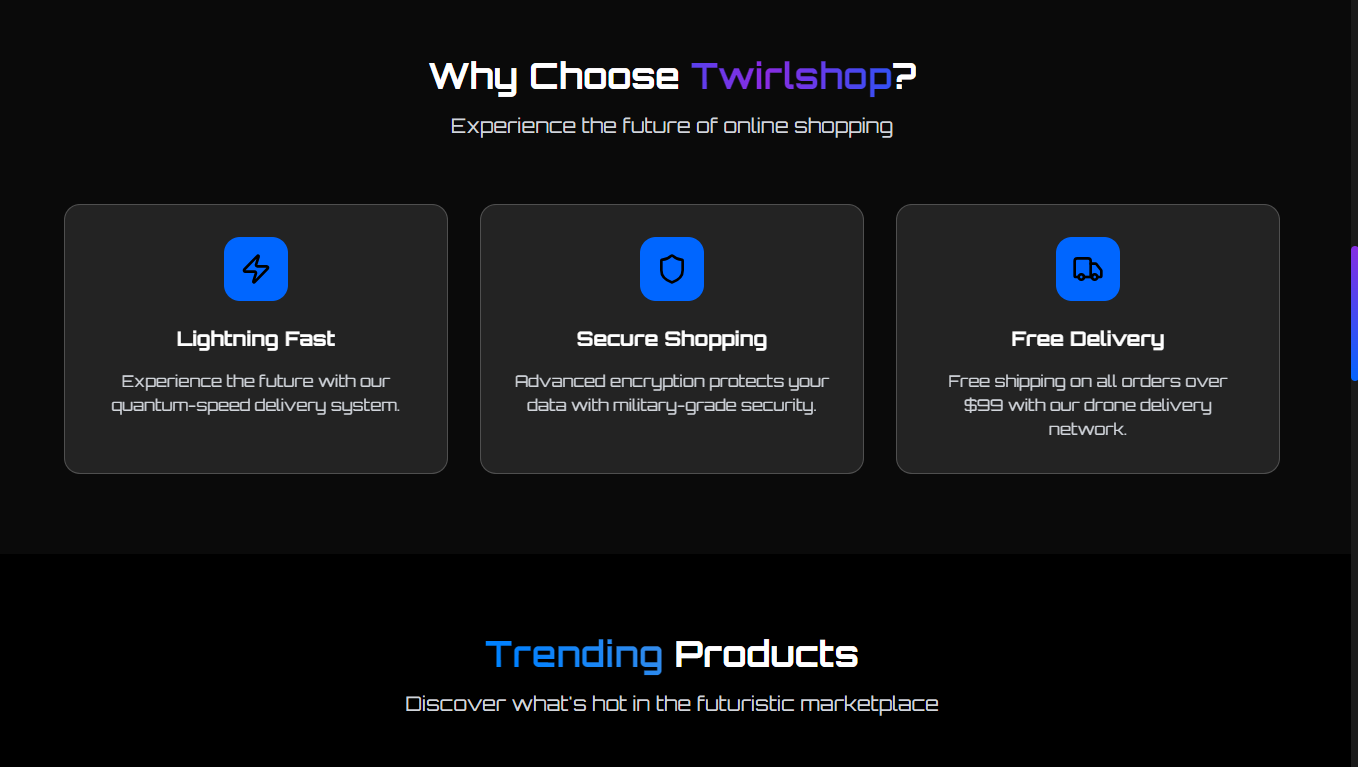 Why Choose Twirlshop?
Experience the future of online shopping
Lightning Fast
Experience the future with our
quantum-speed delivery system.
Secure Shopping
Advanced encryption protects your
data with military-grade security.
Free Delivery
Free shipping on all orders over
$99 with our drone delivery
network.
Trending Products
Discover what's hot in the futuristic marketplace